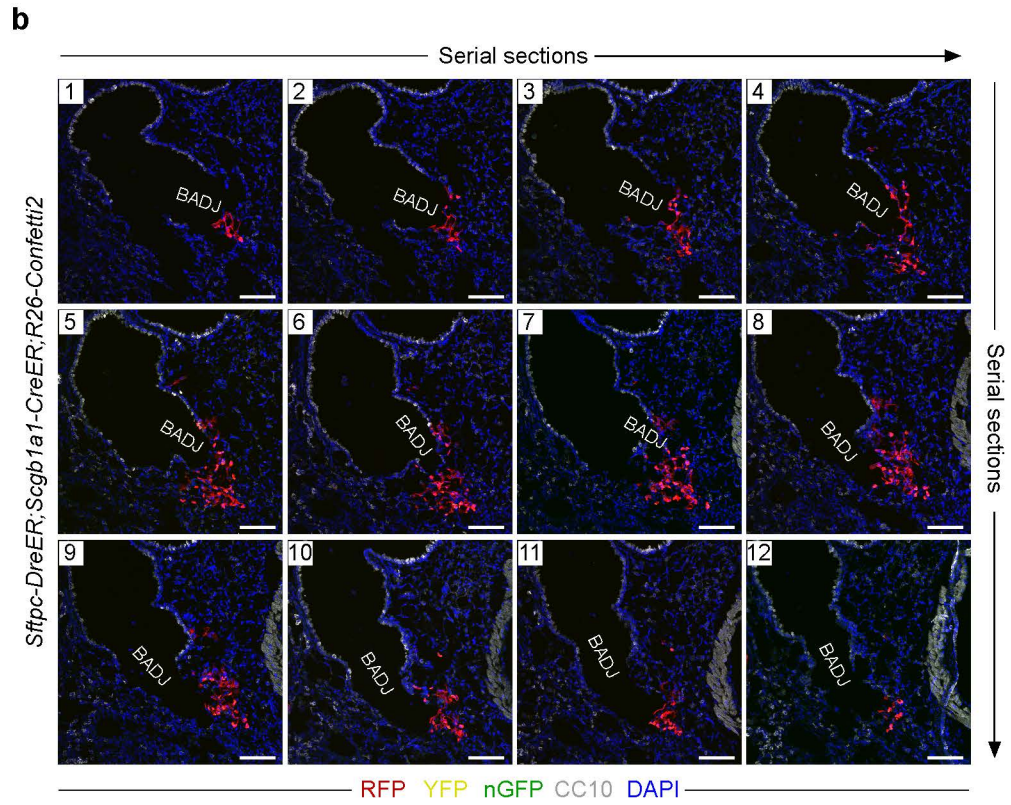 b
Serial sections
1
2
3
4
BADJ
BADJ
BADJ
BADJ
5
6
7
8
BADJ
BADJ
BADJ
BADJ
9
10
11
12
BADJ
BADJ
BADJ
BADJ
Sftpc-DreER;Scgb1a1-CreER;R26-Confetti2
Serial sections
RFP YFP nGFP CC10 DAPI